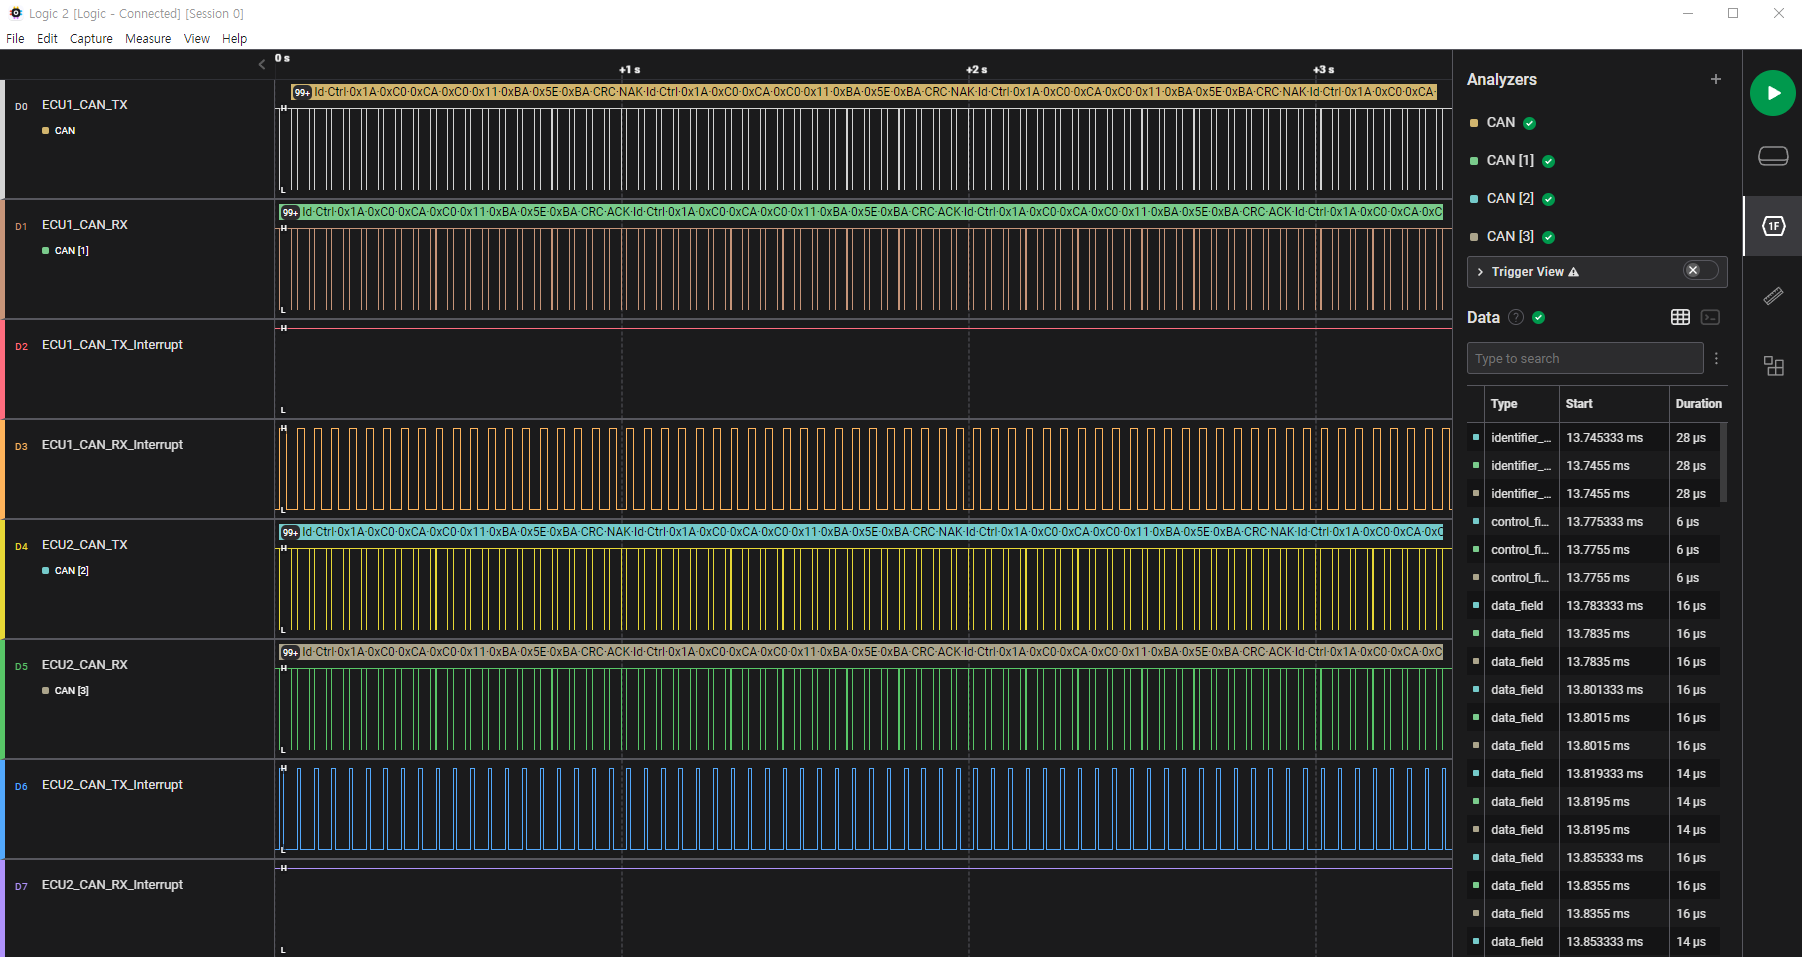 Logic 2 [Logic - Connected] [Session 0]
File Edit Capture Measure View Help
0 s
+1 s +2 s +3 s
D0 ECU1_CAN_TX
CAN
99+ Id·Ctrl·0x1A·0xC0·0xCA·0xC0·0x11·0xBA·0x5E·0xBA·CRC·NAK·Id·Ctrl·0x1A·0xC0·0xCA·0xC0·0x11·0xBA·0x5E·0xBA·CRC·NAK·Id·Ctrl·0x1A·0xC0·0xCA·0xC0·0x11·0xBA·0x5E·0xBA·CRC·NAK·Id·Ctrl·0x1A·0xC0·0xCA·
H
L
D1 ECU1_CAN_RX
CAN [1]
99+ Id·Ctrl·0x1A·0xC0·0xCA·0xC0·0x11·0xBA·0x5E·0xBA·CRC·ACK·Id·Ctrl·0x1A·0xC0·0xCA·0xC0·0x11·0xBA·0x5E·0xBA·CRC·ACK·Id·Ctrl·0x1A·0xC0·0xCA·0xC0·0x11·0xBA·0x5E·0xBA·CRC·ACK·Id·Ctrl·0x1A·0xC0·0xCA·0xC
H
L
D2 ECU1_CAN_TX_Interrupt
H
L
D3 ECU1_CAN_RX_Interrupt
H
L
D4 ECU2_CAN_TX
CAN [2]
99+ Id·Ctrl·0x1A·0xC0·0xCA·0xC0·0x11·0xBA·0x5E·0xBA·CRC·NAK·Id·Ctrl·0x1A·0xC0·0xCA·0xC0·0x11·0xBA·0x5E·0xBA·CRC·NAK·Id·Ctrl·0x1A·0xC0·0xCA·0xC0·0x11·0xBA·0x5E·0xBA·CRC·NAK·Id·Ctrl·0x1A·0xC0·0xCA·0xC
H
L
D5 ECU2_CAN_RX
CAN [3]
99+ Id·Ctrl·0x1A·0xC0·0xCA·0xC0·0x11·0xBA·0x5E·0xBA·CRC·ACK·Id·Ctrl·0x1A·0xC0·0xCA·0xC0·0x11·0xBA·5E·0xBA·CRC·ACK·Id·Ctrl·0x1A·0xC0·0xCA·0xC0·0x11·0xBA·0x5E·0xBA·CRC·ACK·Id·Ctrl·0x1A·0xC0·0xCA·0xC
H
L
D6 ECU2_CAN_TX_Interrupt
H
L
D7 ECU2_CAN_RX_Interrupt
H
L
Analyzers
CAN
CAN [1]
CAN [2]
CAN [3]
Trigger View
1F
Data
Type to search
Type Start Duration
identifier_... 13.745333 ms 28 µs
identifier_... 13.7455 ms 28 µs
identifier_... 13.7455 ms 28 µs
control_fi... 13.775333 ms 6 µs
control_fi... 13.7755 ms 6 µs
control_fi... 13.7755 ms 6 µs
data_field 13.783333 ms 16 µs
data_field 13.7835 ms 16 µs
data_field 13.7835 ms 16 µs
data_field 13.801333 ms 16 µs
data_field 13.8015 ms 16 µs
data_field 13.8015 ms 16 µs
data_field 13.819333 ms 14 µs
data_field 13.8195 ms 14 µs
data_field 13.8195 ms 14 µs
data_field 13.835333 ms 16 µs
data_field 13.8355 ms 16 µs
data_field 13.8355 ms 16 µs
data_field 13.853333 ms 14 µs